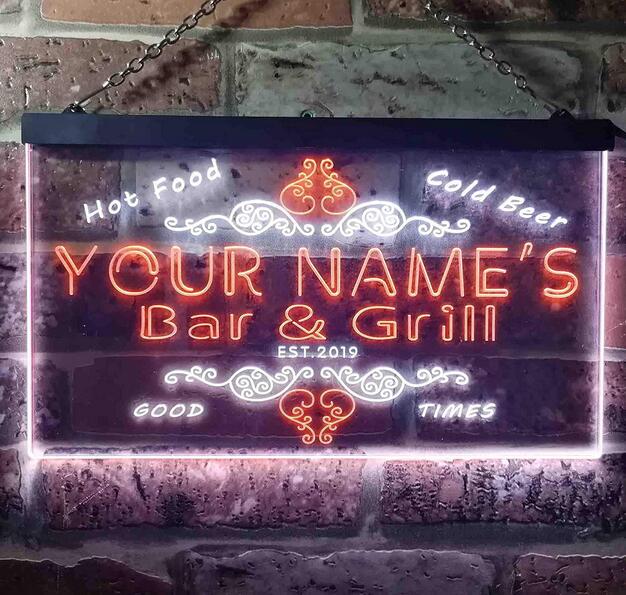 Hot Food
Cold Beer
YOUR NAME'S
Bar & Grill
EST.2019
GOOD TIMES